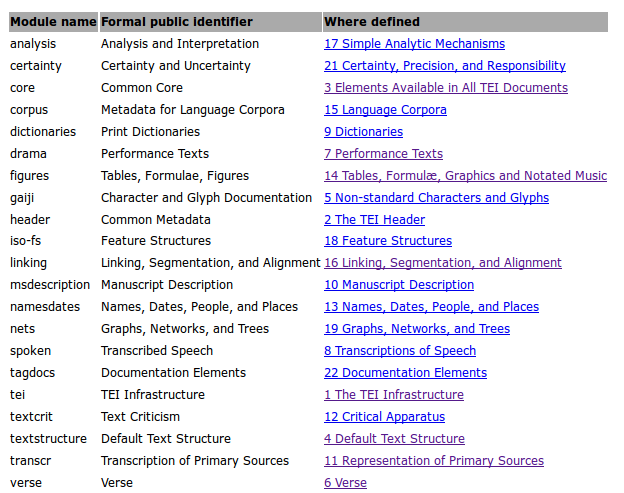 Module name Formal public identifier Where defined
analysis Analysis and Interpretation 17 Simple Analytic Mechanisms
certainty Certainty and Uncertainty 21 Certainty, Precision, and Responsibility
core Common Core 3 Elements Available in All TEI Documents
corpus Metadata for Language Corpora 15 Language Corpora
dictionaries Print Dictionaries 9 Dictionaries
drama Performance Texts 7 Performance Texts
figures Tables, Formulae, Figures 14 Tables, Formulæ, Graphics and Notated Music
gaiji Character and Glyph Documentation 5 Non-standard Characters and Glyphs
header Common Metadata 2 The TEI Header
iso-fs Feature Structures 18 Feature Structures
linking Linking, Segmentation, and Alignment 16 Linking, Segmentation, and Alignment
msdescription Manuscript Description 10 Manuscript Description
namesdates Names, Dates, People, and Places 13 Names, Dates, People, and Places
nets Graphs, Networks, and Trees 19 Graphs, Networks, and Trees
spoken Transcribed Speech 8 Transcriptions of Speech
tagdocs Documentation Elements 22 Documentation Elements
tei TEI Infrastructure 1 The TEI Infrastructure
textcrit Text Criticism 12 Critical Apparatus
textstructure Default Text Structure 4 Default Text Structure
transcr Transcription of Primary Sources 11 Representation of Primary Sources
verse Verse 6 Verse